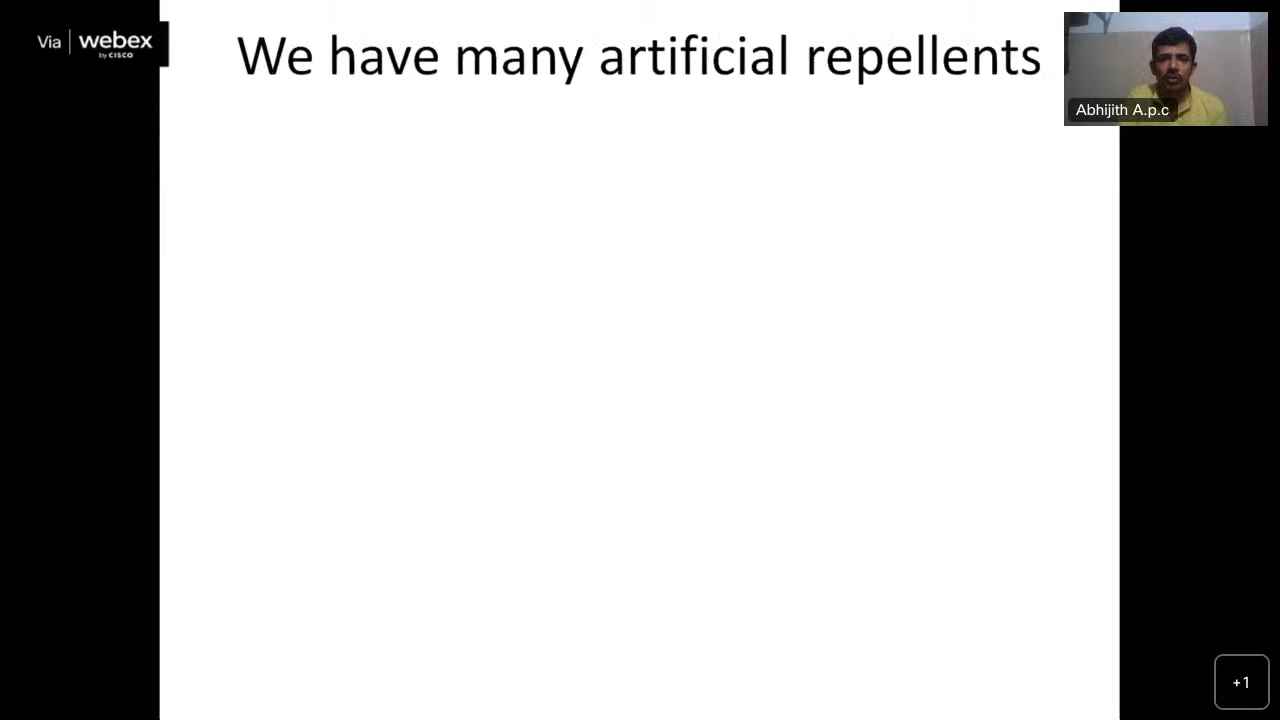 Via webex
by CISCO
We have many artificial repellents
Abhijith A.p.c
+1